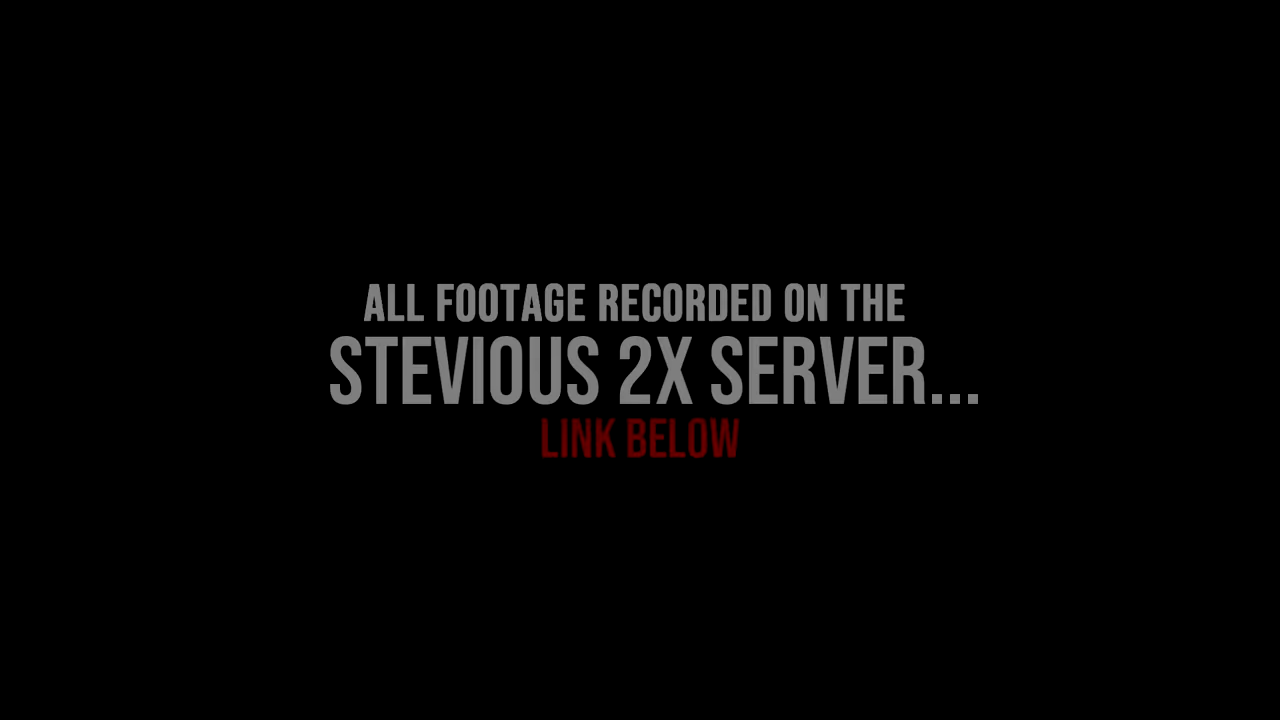 ALL FOOTAGE RECORDED ON THE
STEVIOUS 2X SERVER...
LINK BELOW